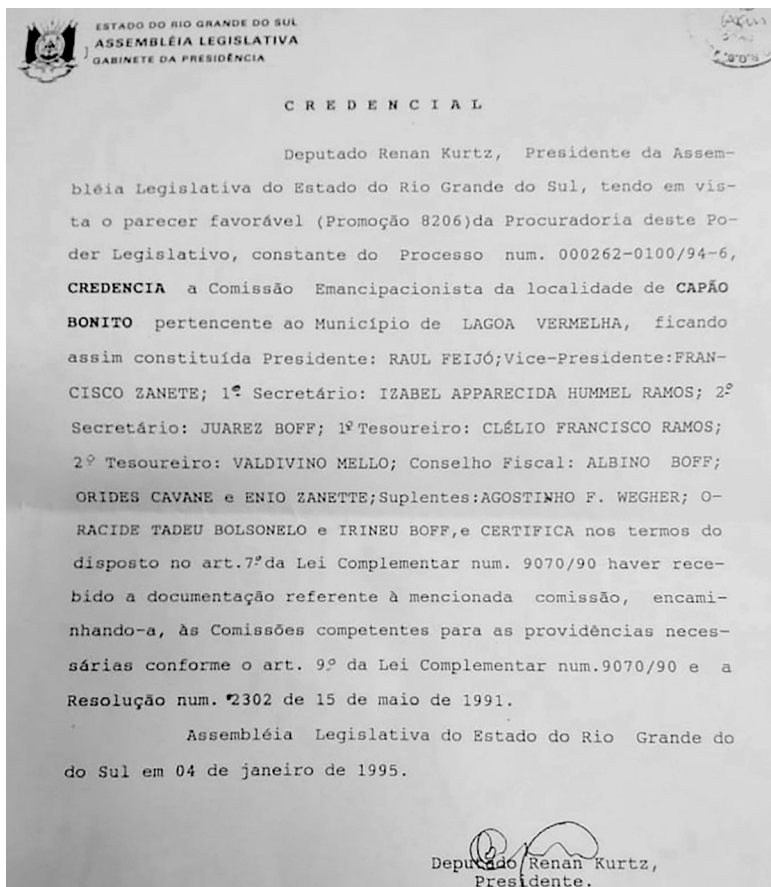 ESTADO DO RIO GRANDE DO SUL
ASSEMBLÉIA LEGISLATIVA
GABINETE DA PRESIDÊNCIA
CREDENCIAL
Deputado Renan Kurtz, Presidente da Assem-
bléia Legislativa do Estado do Rio Grande do Sul, tendo em vis-
ta o parecer favorável (Promoção 8206)da Procuradoria deste Po-
der Legislativo, constante do Processo num. 000262-0100/94-6,
CREDENCIA a Comissão Emancipacionista da localidade de CAPÃO
BONITO pertencente ao Município de LAGOA VERMELHA, ficando
assim constituída Presidente: RAUL FEIJÓ;Vice-Presidente:FRAN-
CISCO ZANETE; 1º Secretário: IZABEL APPARECIDA HUMMEL RAMOS; 2º
Secretário: JUAREZ BOFF; 1º Tesoureiro: CLÉLIO FRANCISCO RAMOS;
2º Tesoureiro: VALDIVINO MELLO; Conselho Fiscal: ALBINO BOFF;
ORIDES CAVANE e ENIO ZANETTE;Suplentes:AGOSTINHO F. WEGHER; O-
RACIDE TADEU BOLSONELO e IRINEU BOFF,e CERTIFICA nos termos do
disposto no art.7º da Lei Complementar num. 9070/90 haver rece-
bido a documentação referente à mencionada comissão, encami-
nhando-a, às Comissões competentes para as providências neces-
sárias conforme o art. 9º da Lei Complementar num.9070/90 e a
Resolução num. 2302 de 15 de maio de 1991.
Assembléia Legislativa do Estado do Rio Grande do
do Sul em 04 de janeiro de 1995.
Deputado Renan Kurtz,
Presidente.